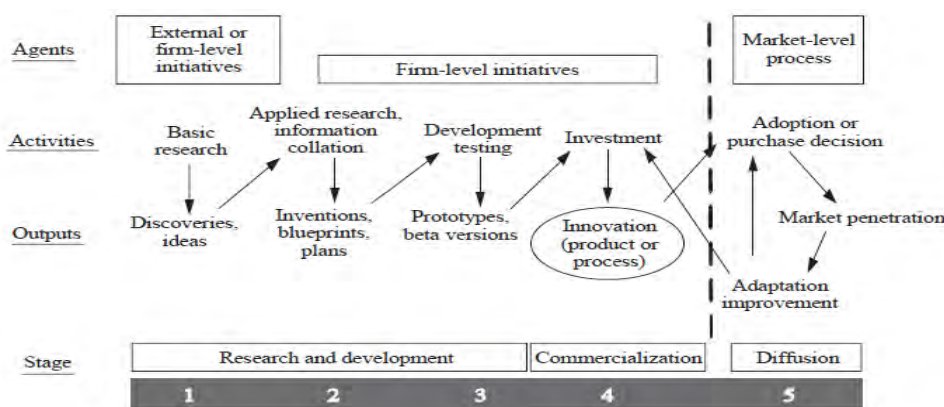 Agents
External or
firm-level
initiatives
Firm-level initiatives
Market-level
process
Activities
Basic
research
Applied research,
information
collation
Development
testing
Investment
Adoption or
purchase decision
Outputs
Discoveries,
ideas
Inventions,
blueprints,
plans
Prototypes,
beta versions
Innovation
(product or
process)
Market penetration
Adaptation
improvement
Stage
Research and development
Commercialization
Diffusion
1 2 3 4 5